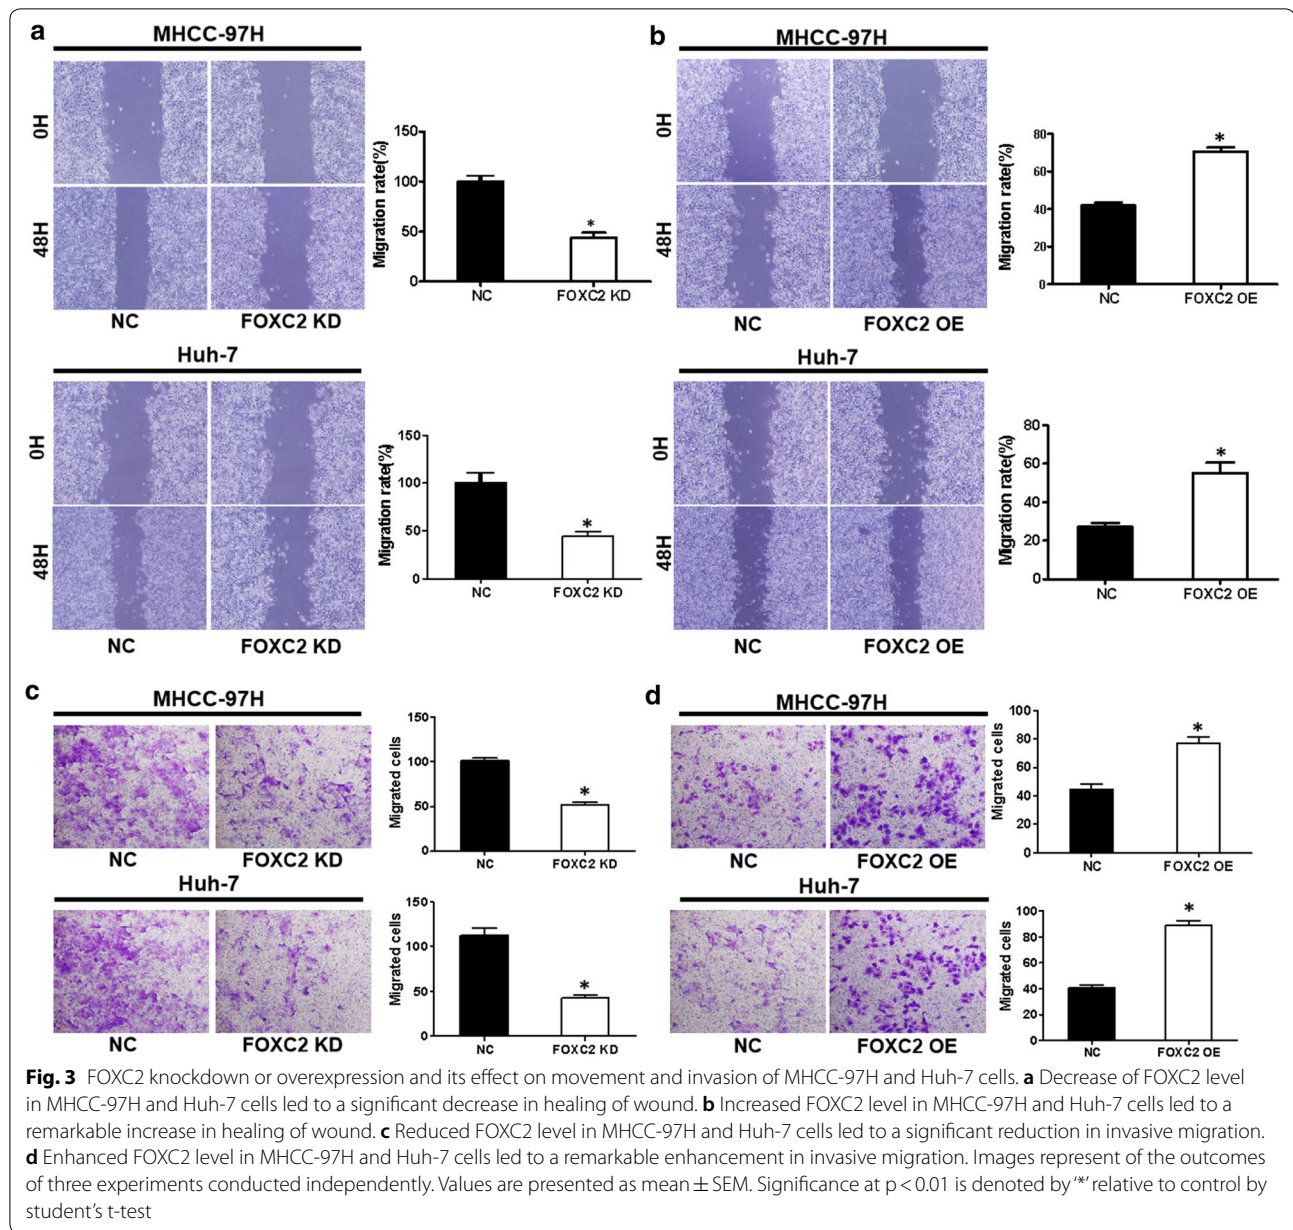 a
MHCC-97H
0H
48H
NC FOXC2 KD
Migration rate(%)
150
100
50
0
NC FOXC2 KD
*
Huh-7
0H
48H
NC FOXC2 KD
Migration rate(%)
150
100
50
0
NC FOXC2 KD
*
b
MHCC-97H
0H
48H
NC FOXC2 OE
Migration rate(%)
80
60
40
20
0
NC FOXC2 OE
*
Huh-7
0H
48H
NC FOXC2 OE
Migration rate(%)
80
60
40
20
0
NC FOXC2 OE
*
c
MHCC-97H
NC FOXC2 KD
Migrated cells
150
100
50
0
NC FOXC2 KD
*
Huh-7
NC FOXC2 KD
Migrated cells
150
100
50
0
NC FOXC2 KD
*
d
MHCC-97H
NC FOXC2 OE
Migrated cells
100
80
60
40
20
0
NC FOXC2 OE
*
Huh-7
NC FOXC2 OE
Migrated cells
100
80
60
40
20
0
NC FOXC2 OE
*
Fig. 3 FOXC2 knockdown or overexpression and its effect on movement and invasion of MHCC-97H and Huh-7 cells. a Decrease of FOXC2 level
in MHCC-97H and Huh-7 cells led to a significant decrease in healing of wound. b Increased FOXC2 level in MHCC-97H and Huh-7 cells led to a
remarkable increase in healing of wound. c Reduced FOXC2 level in MHCC-97H and Huh-7 cells led to a significant reduction in invasive migration.
d Enhanced FOXC2 level in MHCC-97H and Huh-7 cells led to a remarkable enhancement in invasive migration. Images represent of the outcomes
of three experiments conducted independently. Values are presented as mean ± SEM. Significance at p < 0.01 is denoted by '*' relative to control by
student's t-test